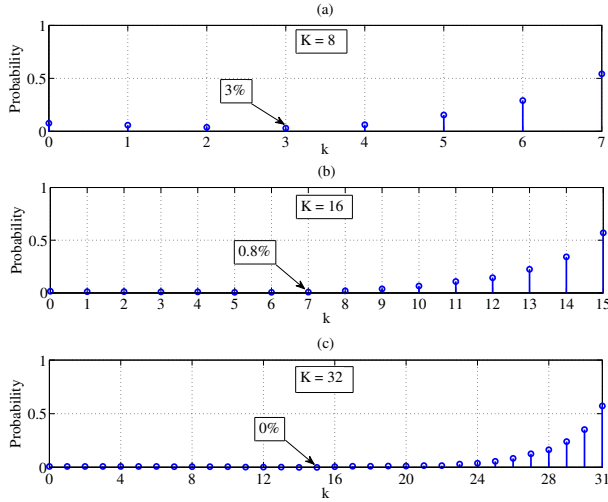 (a)
1
K = 8
Probability
0.5
3%
0
0 1 2 3 4 5 6 7
k
(b)
1
K = 16
Probability
0.5
0.8%
0
0 1 2 3 4 5 6 7 8 9 10 11 12 13 14 15
k
(c)
1
K = 32
Probability
0.5
0%
0
0 4 8 12 16 20 24 28 31
k